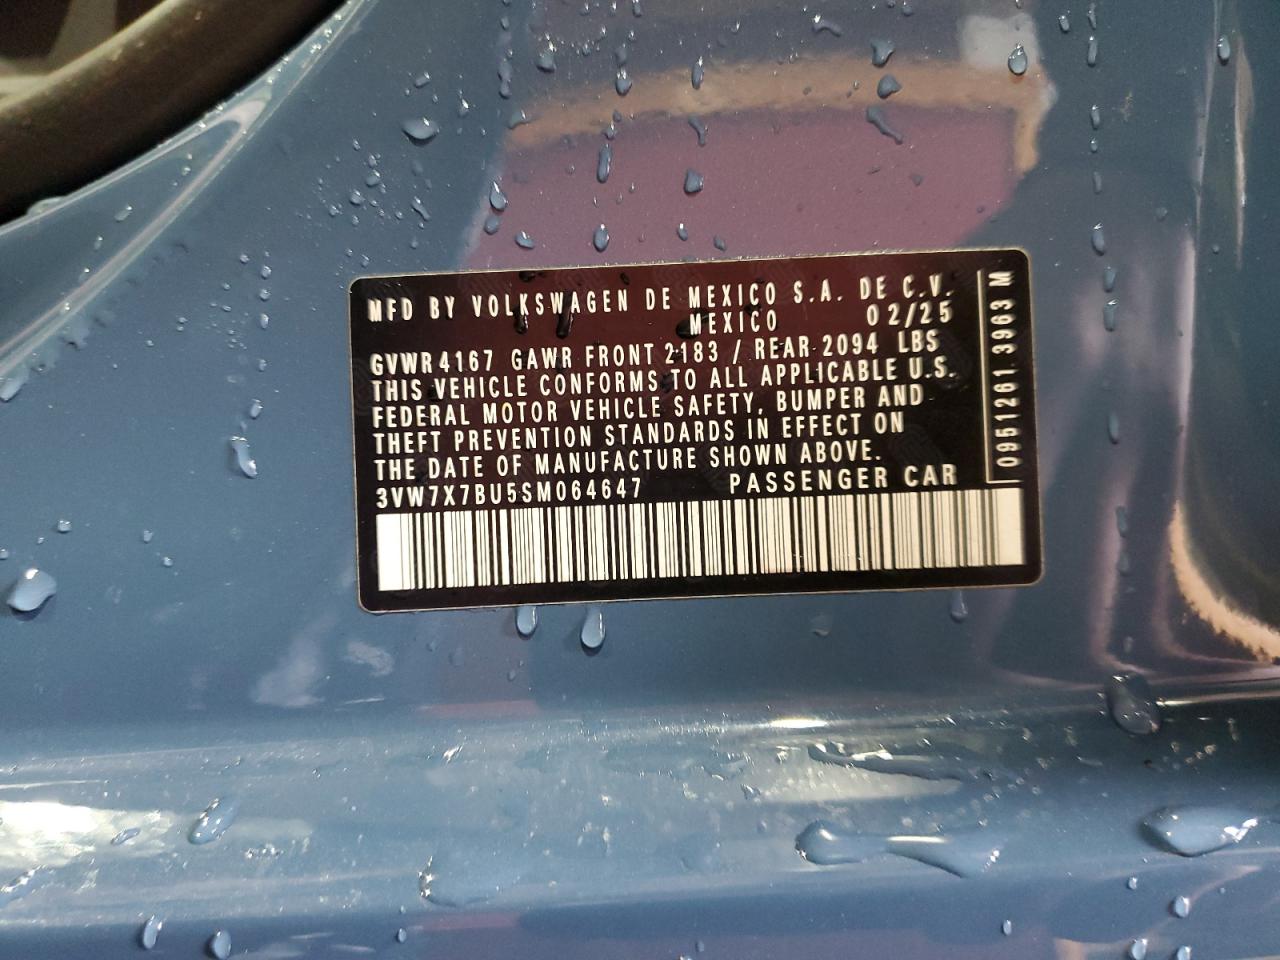 MFD BY VOLKSWAGEN DE MEXICO S.A. DE C.V.
MEXICO 02/25
GVWR 4167 GAWR FRONT 2183 / REAR 2094 LBS
THIS VEHICLE CONFORMS TO ALL APPLICABLE U.S.
FEDERAL MOTOR VEHICLE SAFETY, BUMPER AND
THEFT PREVENTION STANDARDS IN EFFECT ON
THE DATE OF MANUFACTURE SHOWN ABOVE.
3VW7X7BU5SM064647 PASSENGER CAR
0951261 3963 M